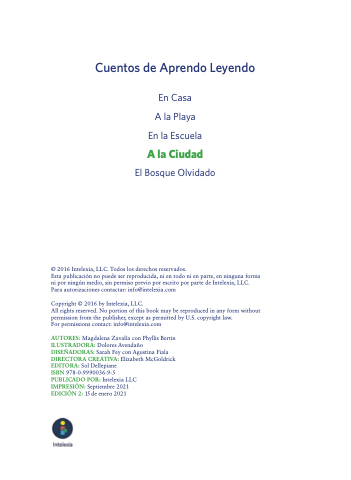 Cuentos de Aprendo Leyendo
En Casa
A la Playa
En la Escuela
A la Ciudad
El Bosque Olvidado
© 2016 Intelexia, LLC. Todos los derechos reservados.
Esta publicación no puede ser reproducida, ni en todo ni en parte, en ninguna forma
ni por ningún medio, sin permiso previo por escrito por parte de Intelexia, LLC.
Para autorizaciones contactar: info@intelexia.com
Copyright © 2016 by Intelexia, LLC.
All rights reserved. No portion of this book may be reproduced in any form without
permission from the publisher, except as permitted by U.S. copyright law.
For permissions contact: info@intelexia.com
AUTORES: Magdalena Zavalía con Phyllis Bertin
ILUSTRADORA: Dolores Avendaño
DISEÑADORAS: Sarah Foy con Agustina Fiala
DIRECTORA CREATIVA: Elizabeth McGoldrick
EDITORA: Sol Dellepiane
ISBN 978-0-9990036-9-5
PUBLICADO POR: Intelexia LLC
IMPRESIÓN: Septiembre 2021
EDICIÓN 2: 15 de enero 2021
Intelexia